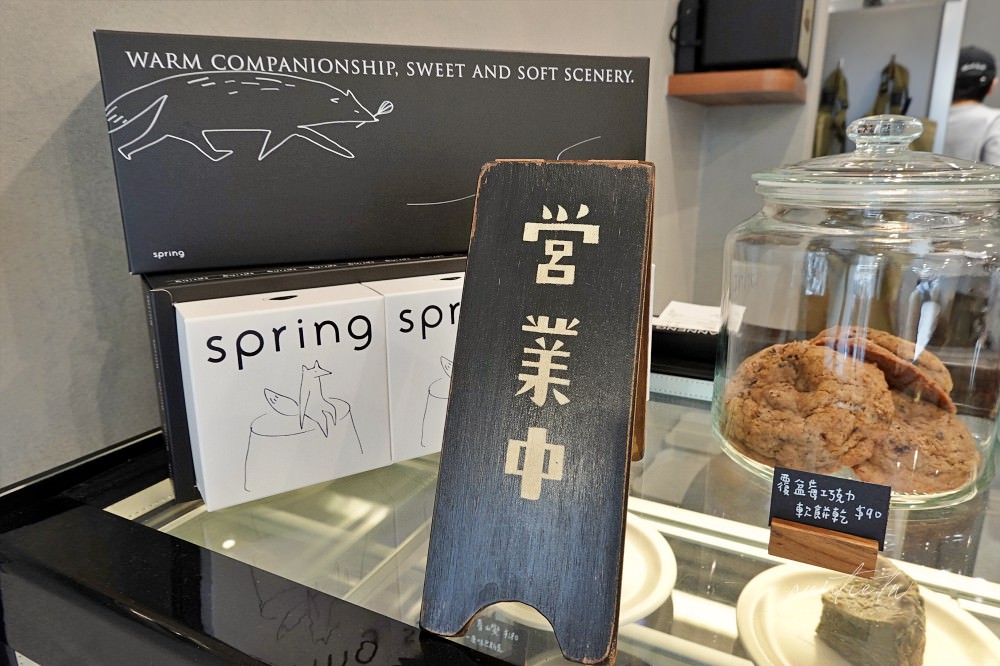 WARM COMPANIONSHIP, SWEET AND SOFT SCENERY.
spring
spring
spr
営業中
覆盆莓巧克力
軟餅乾 $90